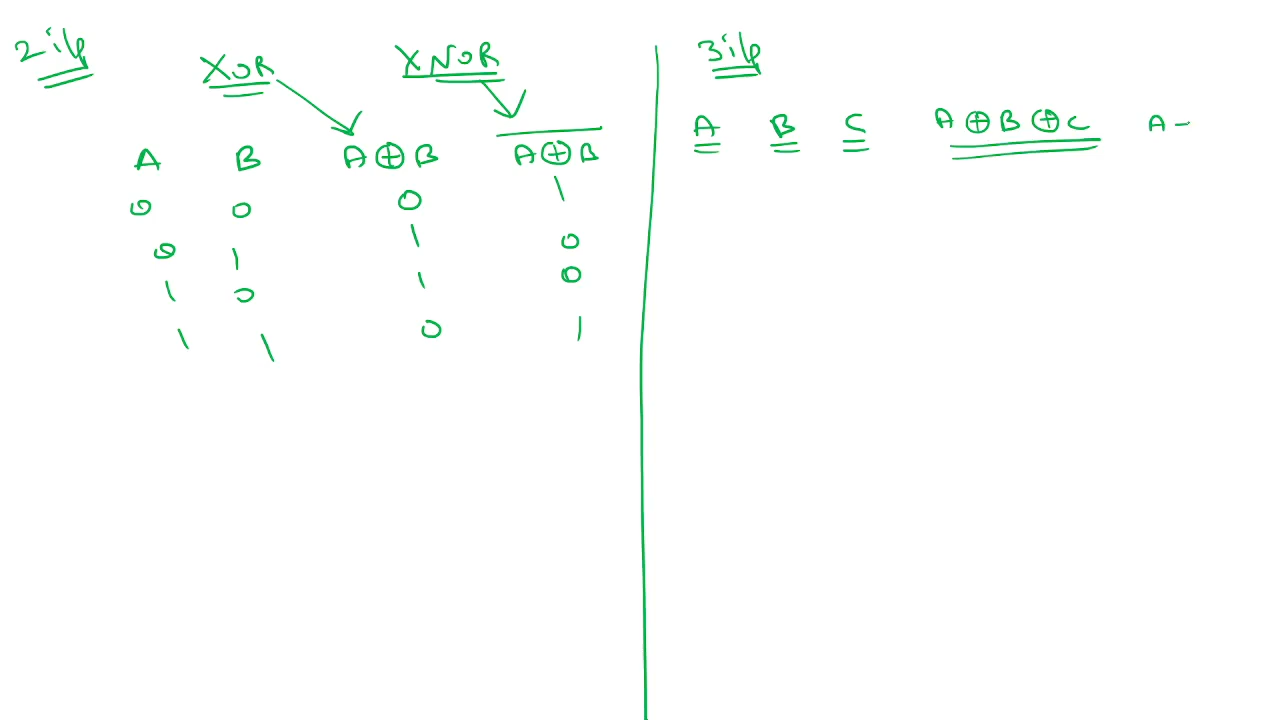 2 i/p
XOR XNOR
A B A ⊕ B A ⊕ B
0 0 0 1
0 1 1 0
1 0 1 0
1 1 0 1
3 i/p
A B C A ⊕ B ⊕ C A -